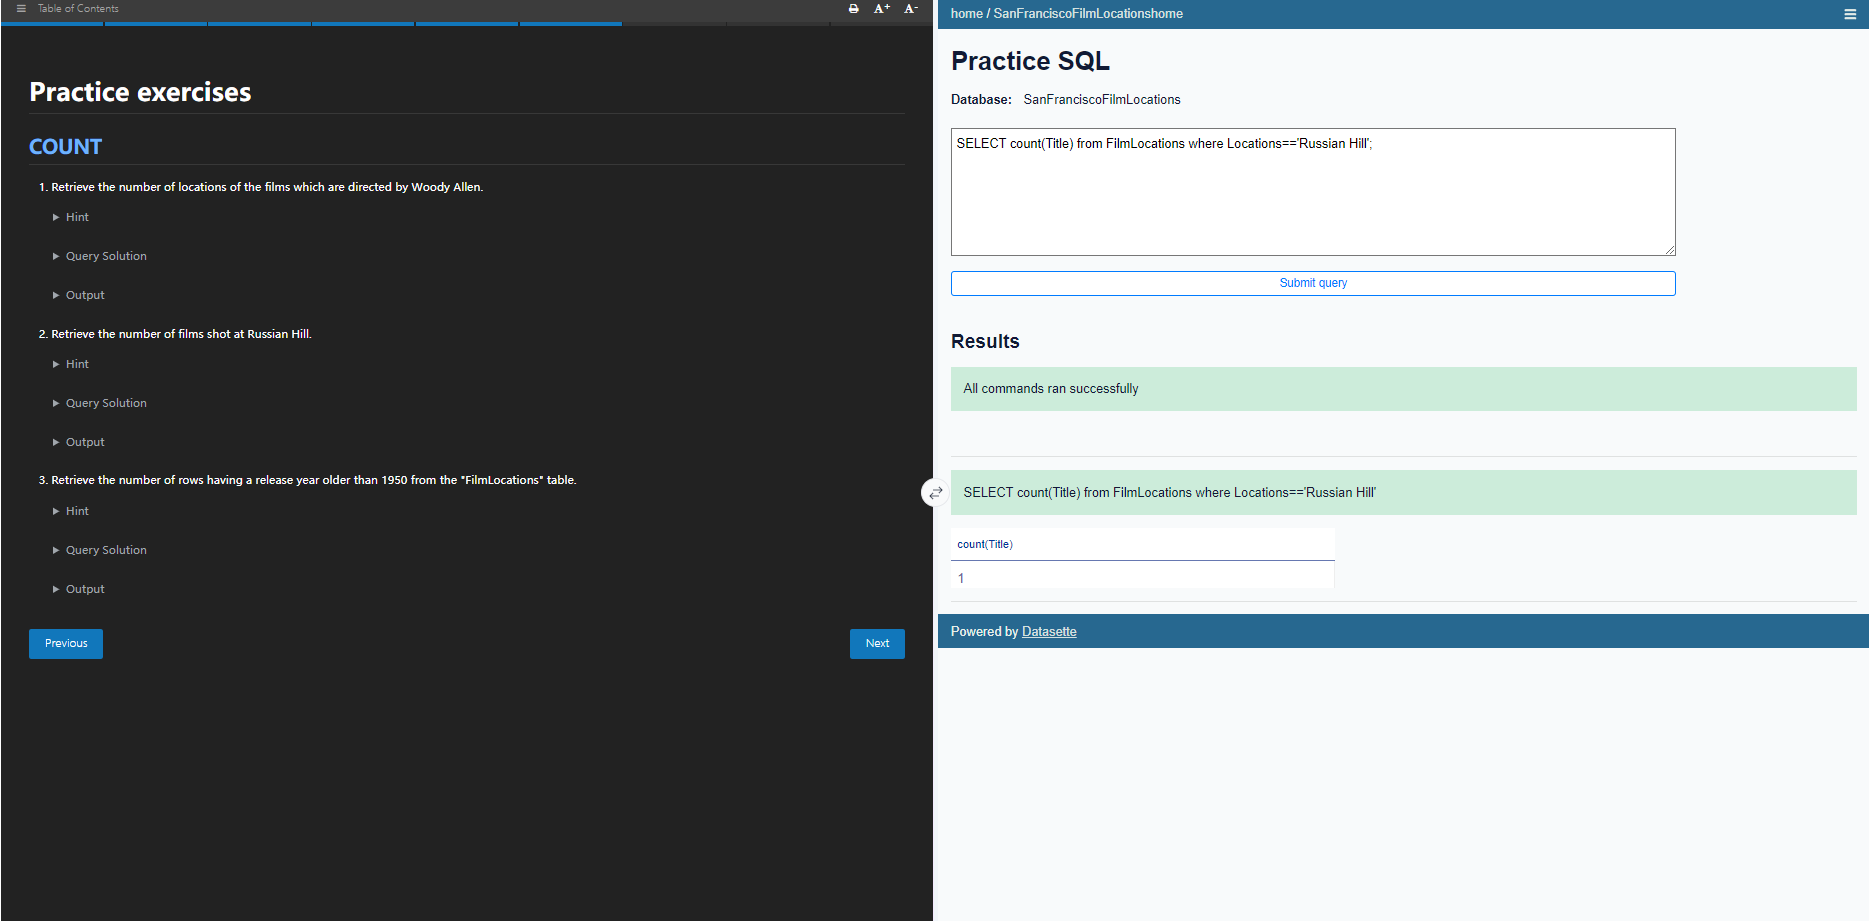 Table of Contents
A+ A-
Practice exercises
COUNT
1. Retrieve the number of locations of the films which are directed by Woody Allen.
Hint
Query Solution
Output
2. Retrieve the number of films shot at Russian Hill.
Hint
Query Solution
Output
3. Retrieve the number of rows having a release year older than 1950 from the "FilmLocations" table.
Hint
Query Solution
Output
Previous
Next
home / SanFranciscoFilmLocationshome
Practice SQL
Database: SanFranciscoFilmLocations
SELECT count(Title) from FilmLocations where Locations=='Russian Hill';
Submit query
Results
All commands ran successfully
SELECT count(Title) from FilmLocations where Locations=='Russian Hill'
count(Title)
1
Powered by Datasette